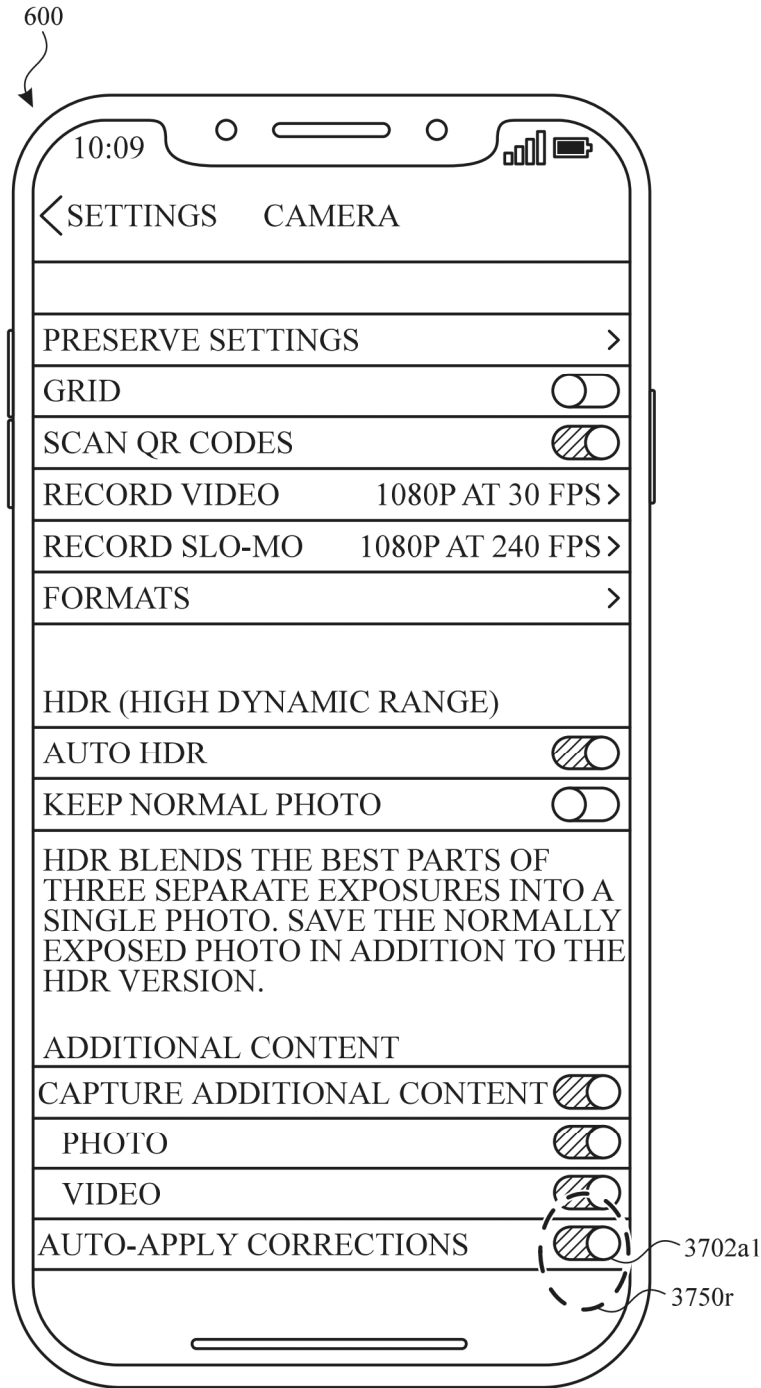 600
10:09
SETTINGS CAMERA
PRESERVE SETTINGS
GRID
SCAN QR CODES
RECORD VIDEO 1080P AT 30 FPS
RECORD SLO-MO 1080P AT 240 FPS
FORMATS
HDR (HIGH DYNAMIC RANGE)
AUTO HDR
KEEP NORMAL PHOTO
HDR BLENDS THE BEST PARTS OF
THREE SEPARATE EXPOSURES INTO A
SINGLE PHOTO. SAVE THE NORMALLY
EXPOSED PHOTO IN ADDITION TO THE
HDR VERSION.
ADDITIONAL CONTENT
CAPTURE ADDITIONAL CONTENT
PHOTO
VIDEO
AUTO-APPLY CORRECTIONS
3702a1
3750r